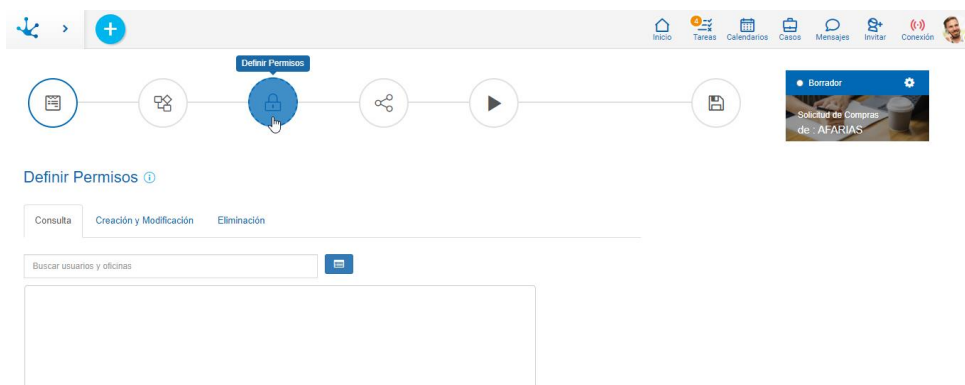 4
Inicio
Tareas
Calendarios
Casos
Mensajes
Invitar
Conexión
Definir Permisos
Borrador
Solicitud de Compras
de : AFARIAS
Definir Permisos
Consulta
Creación y Modificación
Eliminación
Buscar usuarios y oficinas